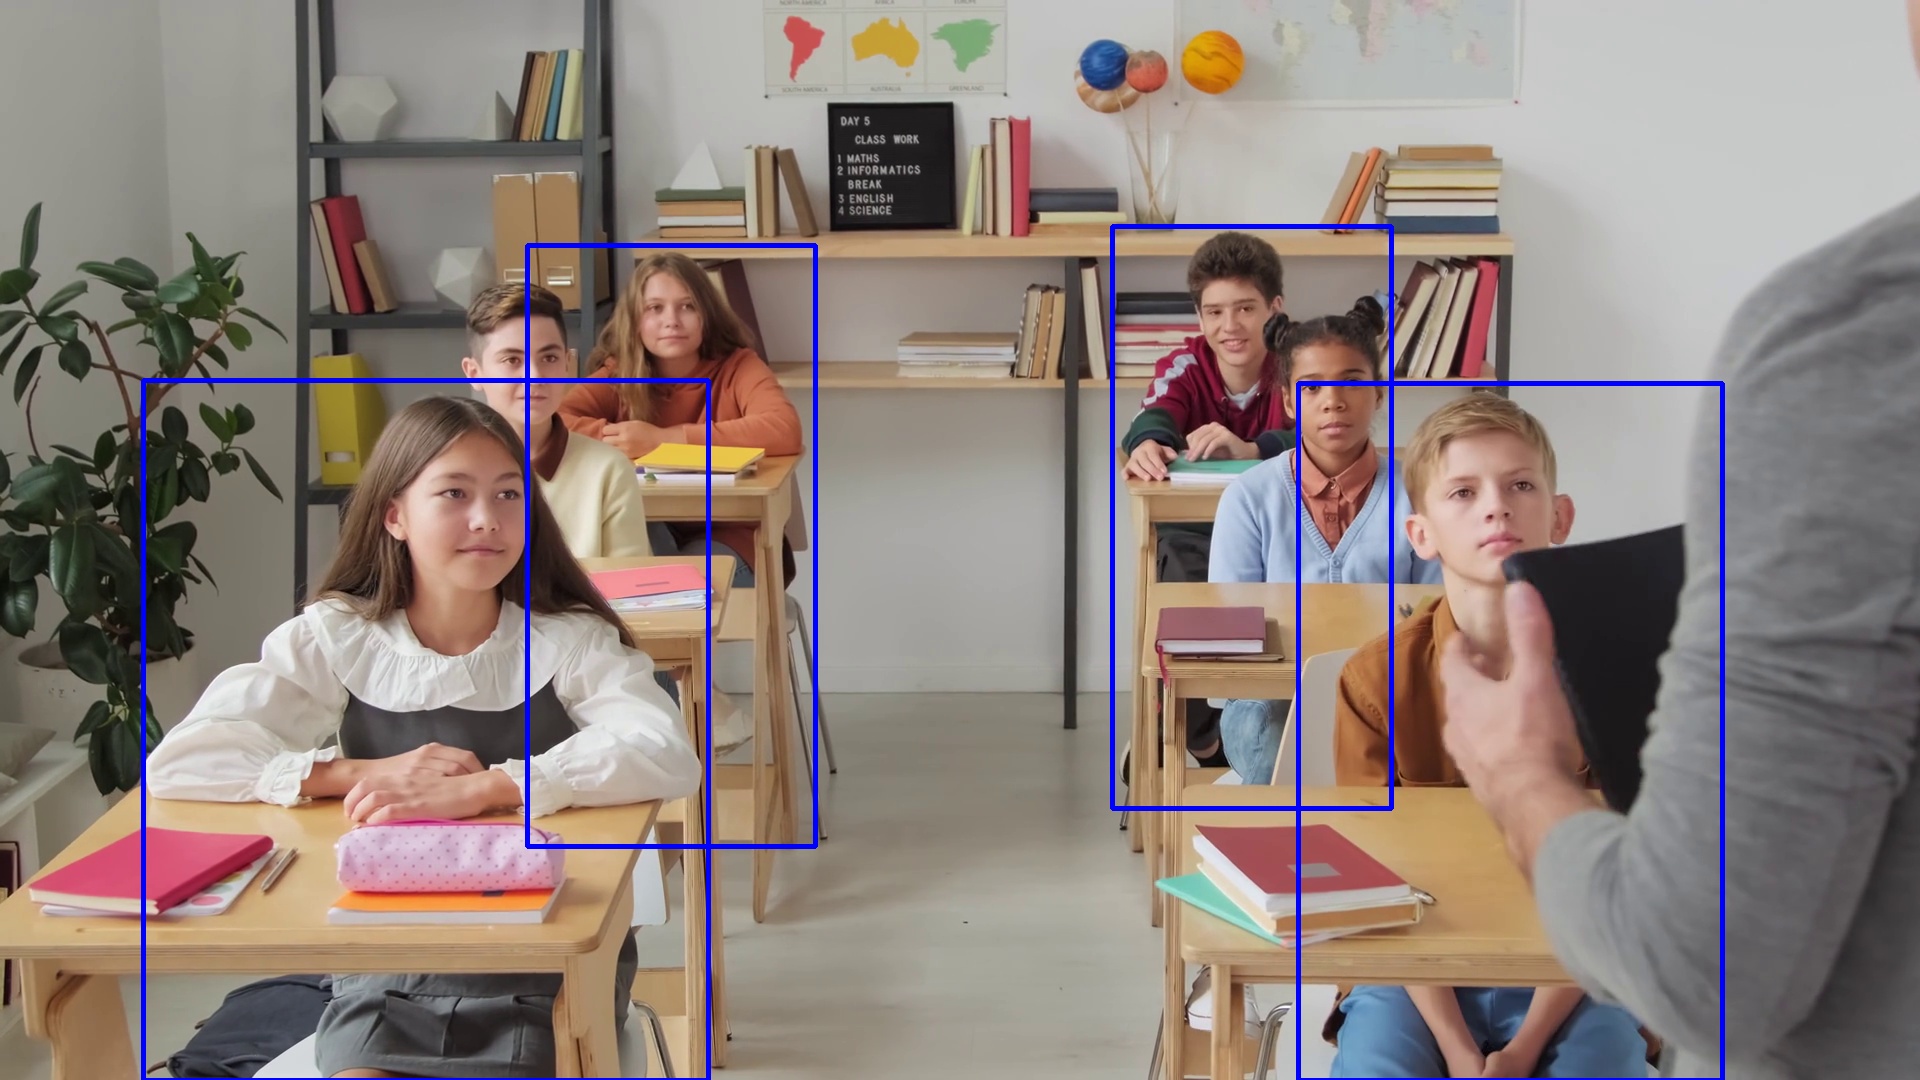 NORTH AMERICA AFRICA EUROPE
SOUTH AMERICA AUSTRALIA GREENLAND
DAY 5
CLASS WORK
1 MATHS
2 INFORMATICS
BREAK
3 ENGLISH
4 SCIENCE